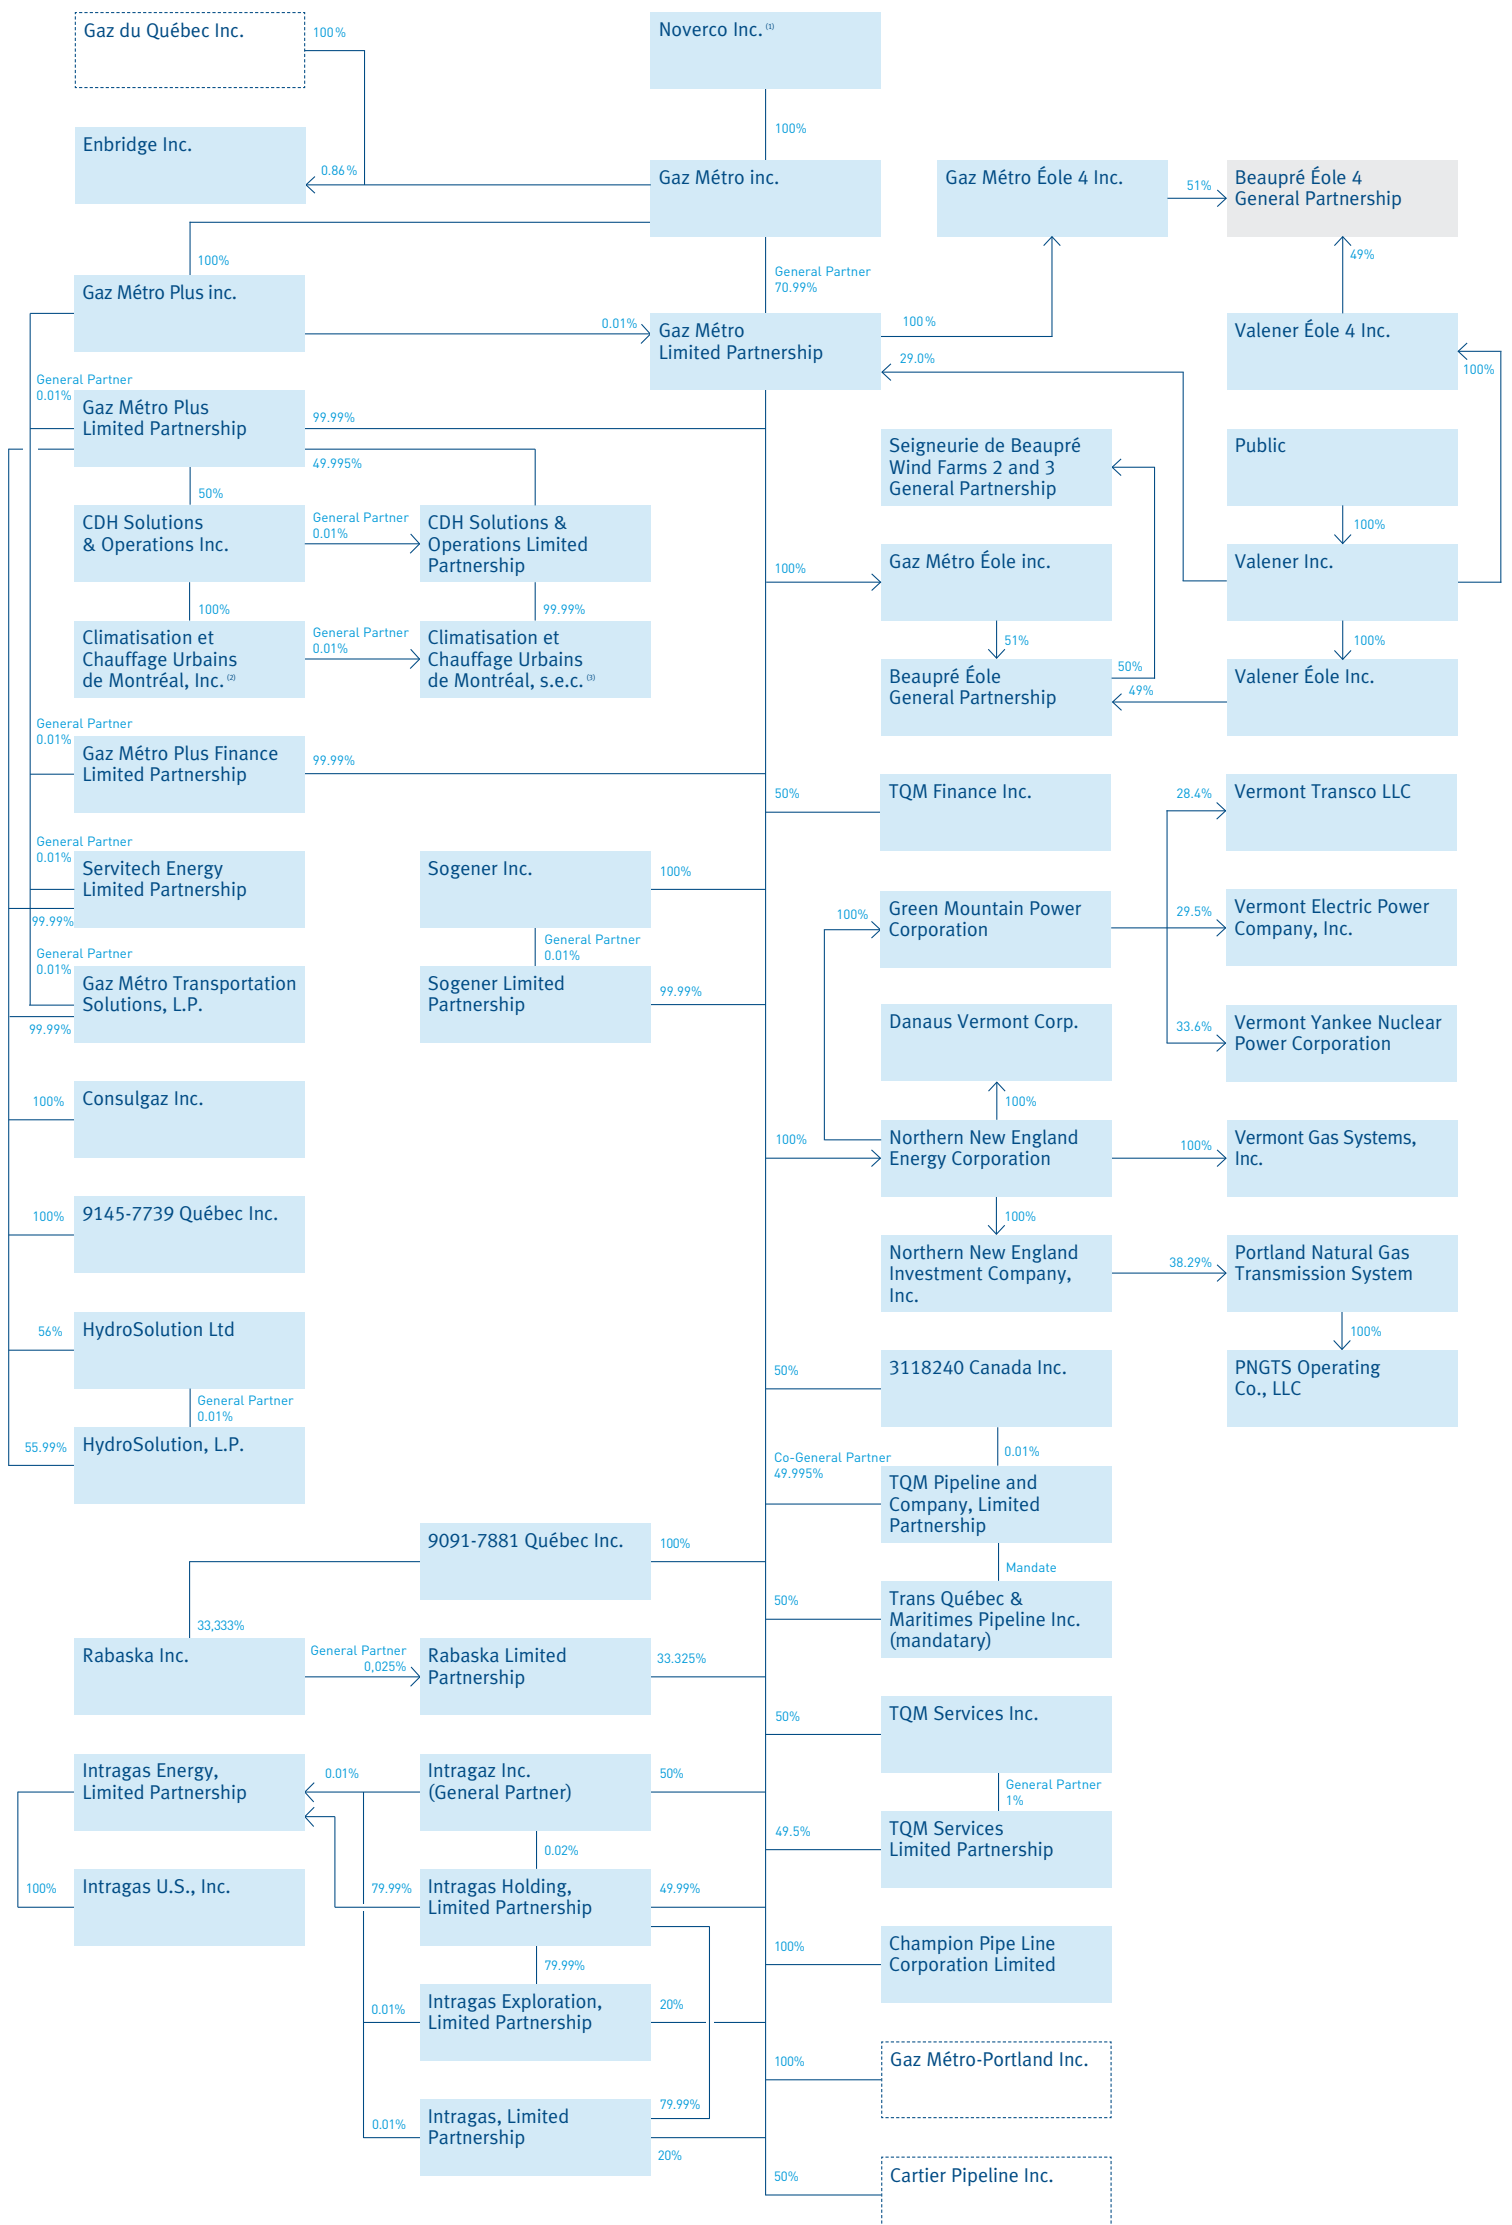 Gaz du Québec Inc.
100%
Noverco Inc. (1)
100%
Enbridge Inc.
0.86%
Gaz Métro inc.
Gaz Métro Éole 4 Inc.
51%
Beaupré Éole 4
General Partnership
49%
100%
General Partner
70.99%
Gaz Métro Plus inc.
0.01%
Gaz Métro
Limited Partnership
100%
29.0%
Valener Éole 4 Inc.
100%
General Partner
0.01%
Gaz Métro Plus
Limited Partnership
99.99%
49.995%
Seigneurie de Beaupré
Wind Farms 2 and 3
General Partnership
Public
100%
50%
CDH Solutions
& Operations Inc.
General Partner
0.01%
CDH Solutions &
Operations Limited
Partnership
100%
Gaz Métro Éole inc.
Valener Inc.
100%
99.99%
51%
100%
Climatisation et
Chauffage Urbains
de Montréal, Inc. (2)
General Partner
0.01%
Climatisation et
Chauffage Urbains
de Montréal, s.e.c. (3)
Beaupré Éole
General Partnership
50%
49%
Valener Éole Inc.
General Partner
0.01%
Gaz Métro Plus Finance
Limited Partnership
99.99%
50%
TQM Finance Inc.
28.4%
Vermont Transco LLC
General Partner
0.01%
Servitech Energy
Limited Partnership
99.99%
Sogener Inc.
100%
General Partner
0.01%
100%
Green Mountain Power
Corporation
29.5%
Vermont Electric Power
Company, Inc.
General Partner
0.01%
Gaz Métro Transportation
Solutions, L.P.
99.99%
Sogener Limited
Partnership
99.99%
Danaus Vermont Corp.
33.6%
Vermont Yankee Nuclear
Power Corporation
100%
Consulgaz Inc.
100%
100%
Northern New England
Energy Corporation
100%
Vermont Gas Systems,
Inc.
100%
9145-7739 Québec Inc.
100%
Northern New England
Investment Company,
Inc.
38.29%
Portland Natural Gas
Transmission System
56%
HydroSolution Ltd
General Partner
0.01%
100%
50%
3118240 Canada Inc.
PNGTS Operating
Co., LLC
55.99%
HydroSolution, L.P.
0.01%
Co-General Partner
49.995%
TQM Pipeline and
Company, Limited
Partnership
9091-7881 Québec Inc.
100%
Mandate
33,333%
50%
Trans Québec &
Maritimes Pipeline Inc.
(mandatary)
Rabaska Inc.
General Partner
0,025%
Rabaska Limited
Partnership
33.325%
50%
TQM Services Inc.
Intragas Energy,
Limited Partnership
0.01%
Intragaz Inc.
(General Partner)
50%
General Partner
1%
0.02%
49.5%
TQM Services
Limited Partnership
100%
Intragas U.S., Inc.
79.99%
Intragas Holding,
Limited Partnership
49.99%
100%
Champion Pipe Line
Corporation Limited
79.99%
0.01%
Intragas Exploration,
Limited Partnership
20%
100%
Gaz Métro-Portland Inc.
79.99%
0.01%
Intragas, Limited
Partnership
20%
50%
Cartier Pipeline Inc.